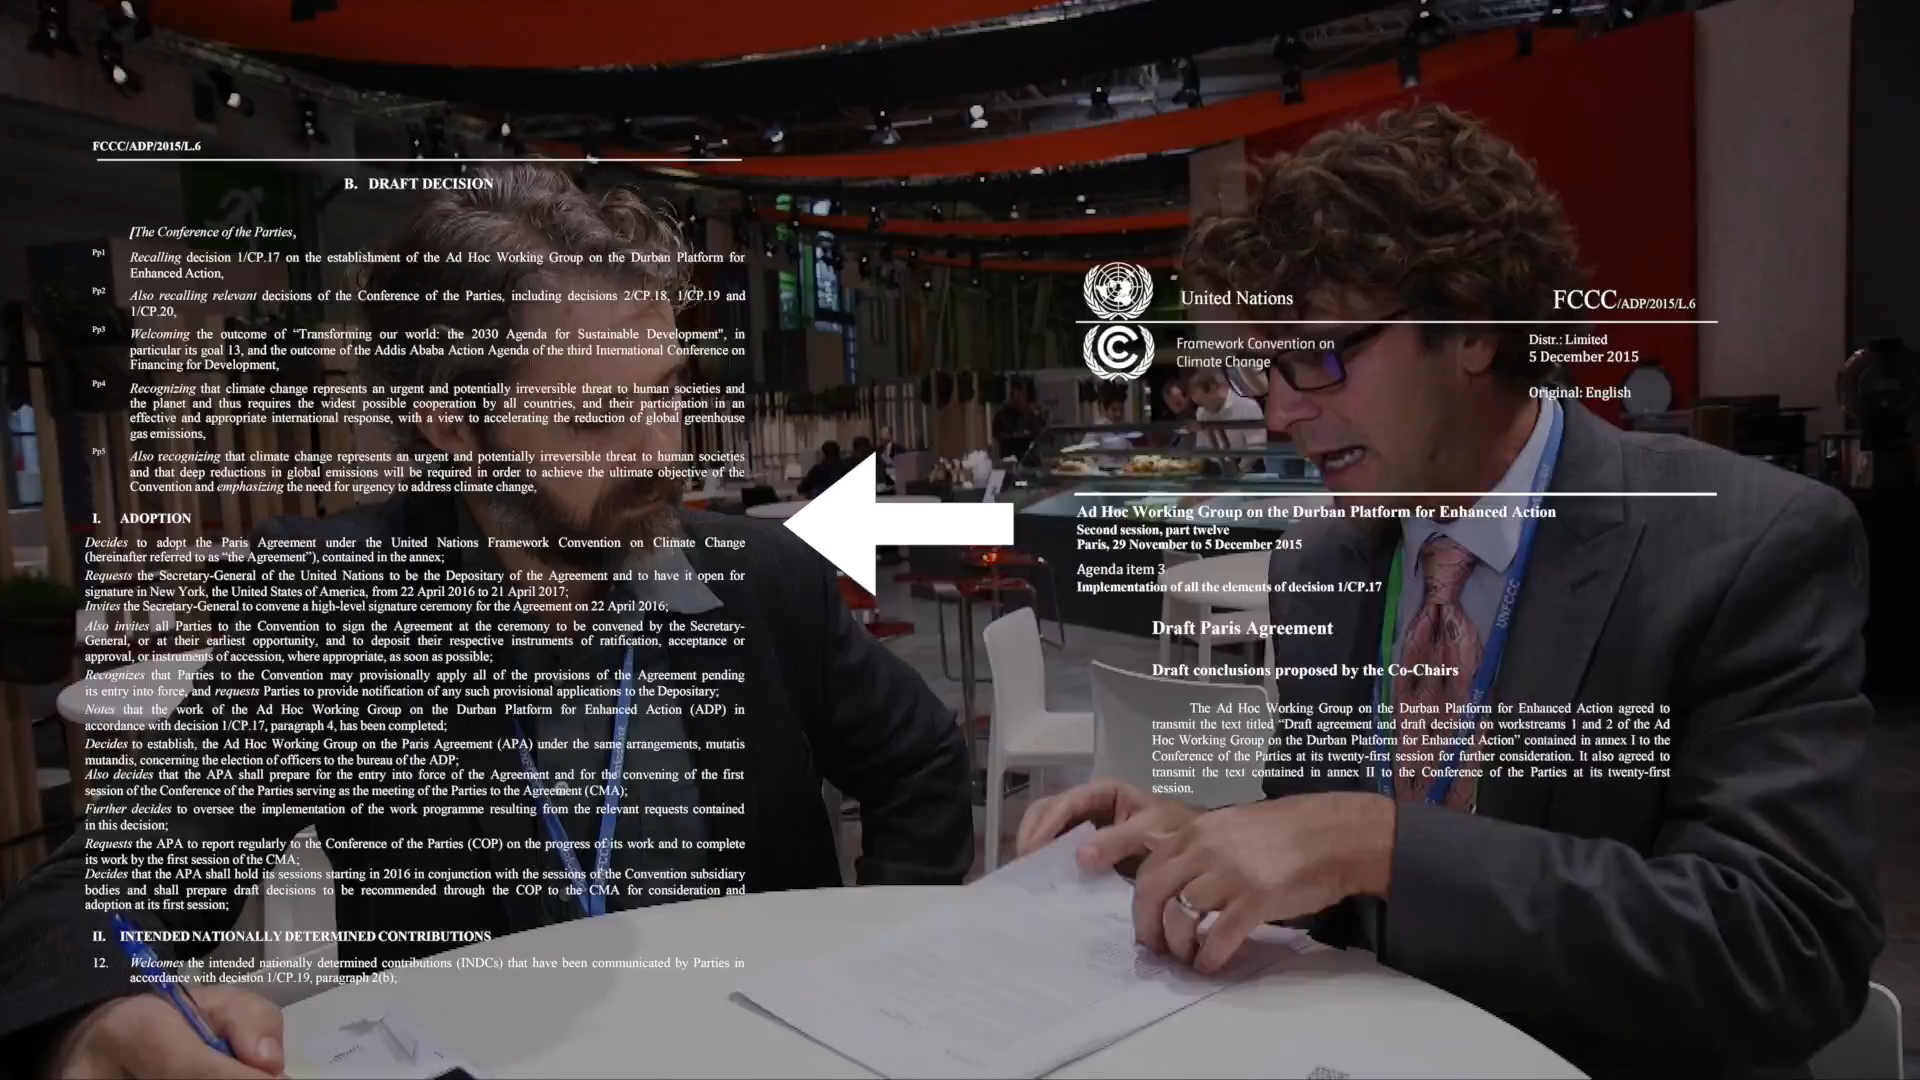 FCCC/ADP/2015/L.6
B. DRAFT DECISION
[The Conference of the Parties,
Pp1 Recalling decision 1/CP.17 on the establishment of the Ad Hoc Working Group on the Durban Platform for
Enhanced Action,
Pp2 Also recalling relevant decisions of the Conference of the Parties, including decisions 2/CP.18, 1/CP.19 and
1/CP.20,
Pp3 Welcoming the outcome of “Transforming our world: the 2030 Agenda for Sustainable Development", in
particular its goal 13, and the outcome of the Addis Ababa Action Agenda of the third International Conference on
Financing for Development,
Pp4 Recognizing that climate change represents an urgent and potentially irreversible threat to human societies and
the planet and thus requires the widest possible cooperation by all countries, and their participation in an
effective and appropriate international response, with a view to accelerating the reduction of global greenhouse
gas emissions,
Pp5 Also recognizing that climate change represents an urgent and potentially irreversible threat to human societies
and that deep reductions in global emissions will be required in order to achieve the ultimate objective of the
Convention and emphasizing the need for urgency to address climate change,
I. ADOPTION
Decides to adopt the Paris Agreement under the United Nations Framework Convention on Climate Change
(hereinafter referred to as “the Agreement”), contained in the annex;
Requests the Secretary-General of the United Nations to be the Depositary of the Agreement and to have it open for
signature in New York, the United States of America, from 22 April 2016 to 21 April 2017;
Invites the Secretary-General to convene a high-level signature ceremony for the Agreement on 22 April 2016;
Also invites all Parties to the Convention to sign the Agreement at the ceremony to be convened by the Secretary-
General, or at their earliest opportunity, and to deposit their respective instruments of ratification, acceptance or
approval, or instruments of accession, where appropriate, as soon as possible;
Recognizes that Parties to the Convention may provisionally apply all of the provisions of the Agreement pending
its entry into force, and requests Parties to provide notification of any such provisional applications to the Depositary;
Notes that the work of the Ad Hoc Working Group on the Durban Platform for Enhanced Action (ADP) in
accordance with decision 1/CP.17, paragraph 4, has been completed;
Decides to establish, the Ad Hoc Working Group on the Paris Agreement (APA) under the same arrangements, mutatis
mutandis, concerning the election of officers to the bureau of the ADP;
Also decides that the APA shall prepare for the entry into force of the Agreement and for the convening of the first
session of the Conference of the Parties serving as the meeting of the Parties to the Agreement (CMA);
Further decides to oversee the implementation of the work programme resulting from the relevant requests contained
in this decision;
Requests the APA to report regularly to the Conference of the Parties (COP) on the progress of its work and to complete
its work by the first session of the CMA;
Decides that the APA shall hold its sessions starting in 2016 in conjunction with the sessions of the Convention subsidiary
bodies and shall prepare draft decisions to be recommended through the COP to the CMA for consideration and
adoption at its first session;
II. INTENDED NATIONALLY DETERMINED CONTRIBUTIONS
12. Welcomes the intended nationally determined contributions (INDCs) that have been communicated by Parties in
accordance with decision 1/CP.19, paragraph 2(b);
United Nations
FCCC/ADP/2015/L.6
Framework Convention on
Climate Change
Distr.: Limited
5 December 2015
Original: English
Ad Hoc Working Group on the Durban Platform for Enhanced Action
Second session, part twelve
Paris, 29 November to 5 December 2015
Agenda item 3
Implementation of all the elements of decision 1/CP.17
Draft Paris Agreement
Draft conclusions proposed by the Co-Chairs
The Ad Hoc Working Group on the Durban Platform for Enhanced Action agreed to
transmit the text titled “Draft agreement and draft decision on workstreams 1 and 2 of the Ad
Hoc Working Group on the Durban Platform for Enhanced Action” contained in annex I to the
Conference of the Parties at its twenty-first session for further consideration. It also agreed to
transmit the text contained in annex II to the Conference of the Parties at its twenty-first
session.
UNFCCC